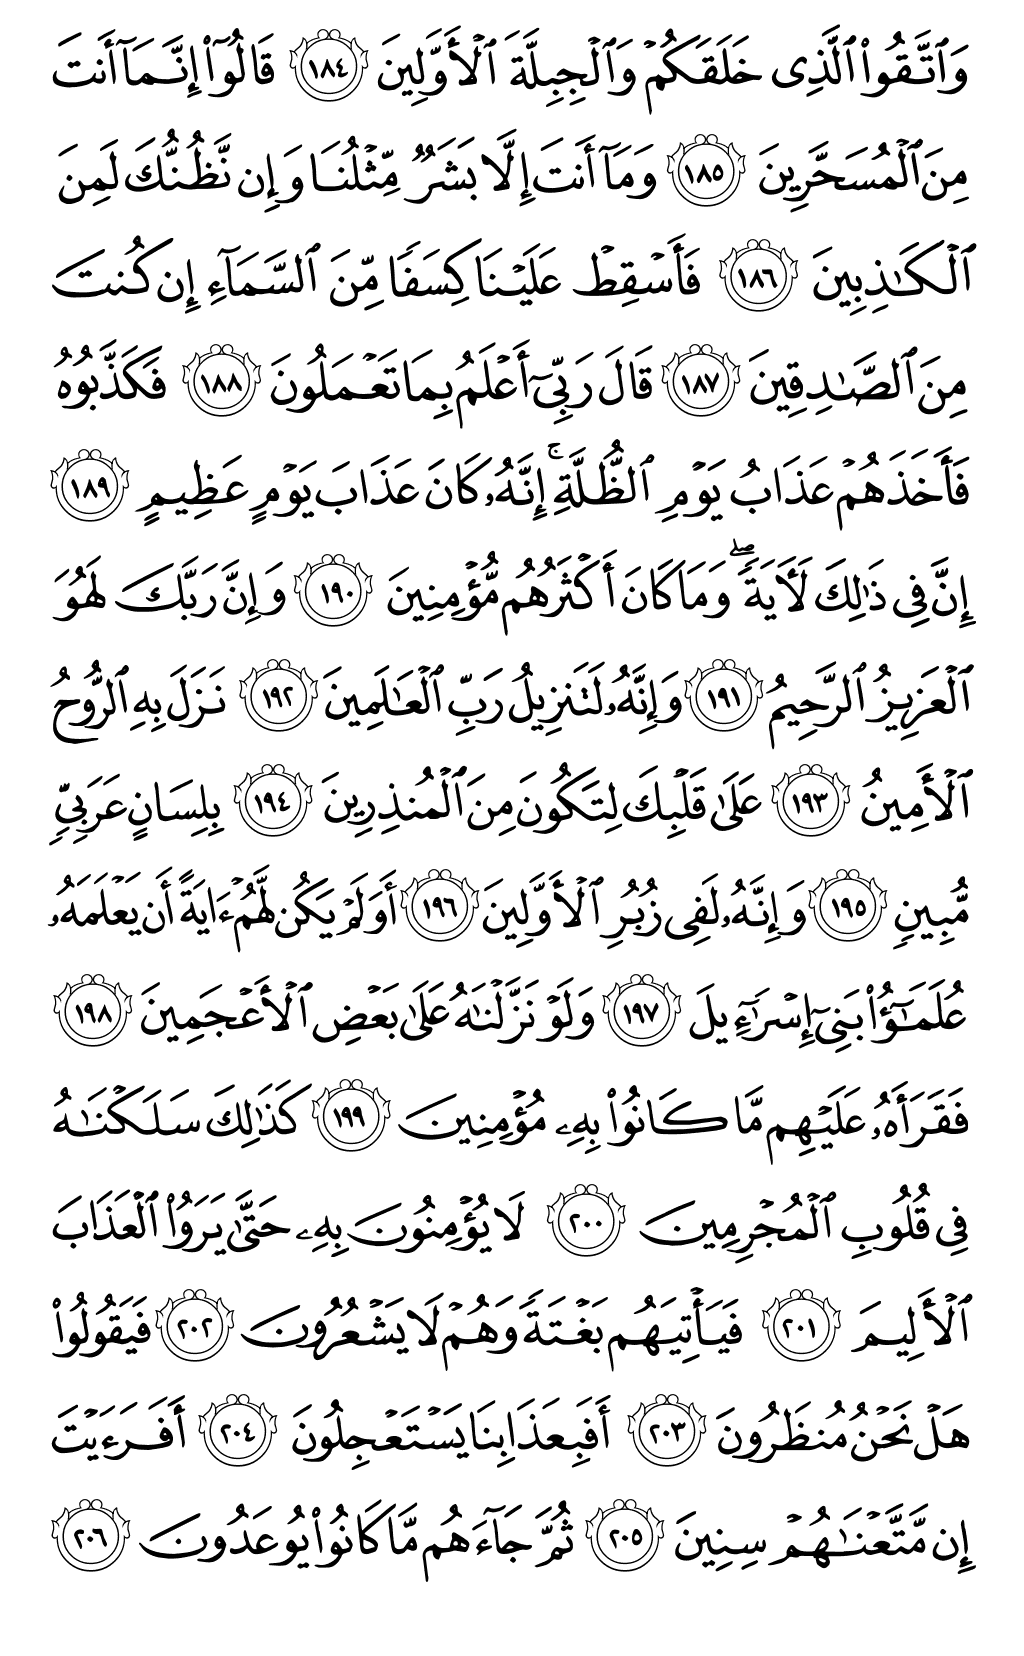 وَٱتَّقُوا۟ ٱلَّذِى خَلَقَكُمْ وَٱلْجِبِلَّةَ ٱلْأَوَّلِينَ ١٨٤ قَالُوٓا۟ إِنَّمَآ أَنتَ
مِنَ ٱلْمُسَحَّرِينَ ١٨٥ وَمَآ أَنتَ إِلَّا بَشَرٌ مِّثْلُنَا وَإِن نَّظُنُّكَ لَمِنَ
ٱلْكَـٰذِبِينَ ١٨٦ فَأَسْقِطْ عَلَيْنَا كِسَفًا مِّنَ ٱلسَّمَآءِ إِن كُنتَ
مِنَ ٱلصَّـٰدِقِينَ ١٨٧ قَالَ رَبِّىٓ أَعْلَمُ بِمَا تَعْمَلُونَ ١٨٨ فَكَذَّبُوهُ
فَأَخَذَهُمْ عَذَابُ يَوْمِ ٱلظُّلَّةِ ۚ إِنَّهُۥ كَانَ عَذَابَ يَوْمٍ عَظِيمٍ ١٨٩
إِنَّ فِى ذَٰلِكَ لَـَٔايَةً ۖ وَمَا كَانَ أَكْثَرُهُم مُّؤْمِنِينَ ١٩٠ وَإِنَّ رَبَّكَ لَهُوَ
ٱلْعَزِيزُ ٱلرَّحِيمُ ١٩١ وَإِنَّهُۥ لَتَنزِيلُ رَبِّ ٱلْعَـٰلَمِينَ ١٩٢ نَزَلَ بِهِ ٱلرُّوحُ
ٱلْأَمِينُ ١٩٣ عَلَىٰ قَلْبِكَ لِتَكُونَ مِنَ ٱلْمُنذِرِينَ ١٩٤ بِلِسَانٍ عَرَبِىٍّ
مُّبِينٍ ١٩٥ وَإِنَّهُۥ لَفِى زُبُرِ ٱلْأَوَّلِينَ ١٩٦ أَوَلَمْ يَكُن لَّهُمْ ءَايَةً أَن يَعْلَمَهُۥ
عُلَمَـٰٓؤُا۟ بَنِىٓ إِسْرَٰٓءِيلَ ١٩٧ وَلَوْ نَزَّلْنَـٰهُ عَلَىٰ بَعْضِ ٱلْأَعْجَمِينَ ١٩٨
فَقَرَأَهُۥ عَلَيْهِم مَّا كَانُوا۟ بِهِۦ مُؤْمِنِينَ ١٩٩ كَذَٰلِكَ سَلَكْنَـٰهُ
فِى قُلُوبِ ٱلْمُجْرِمِينَ ٢٠٠ لَا يُؤْمِنُونَ بِهِۦ حَتَّىٰ يَرَوُا۟ ٱلْعَذَابَ
ٱلْأَلِيمَ ٢٠١ فَيَأْتِيَهُم بَغْتَةً وَهُمْ لَا يَشْعُرُونَ ٢٠٢ فَيَقُولُوا۟
هَلْ نَحْنُ مُنظَرُونَ ٢٠٣ أَفَبِعَذَابِنَا يَسْتَعْجِلُونَ ٢٠٤ أَفَرَءَيْتَ
إِن مَّتَّعْنَـٰهُمْ سِنِينَ ٢٠٥ ثُمَّ جَآءَهُم مَّا كَانُوا۟ يُوعَدُونَ ٢٠٦